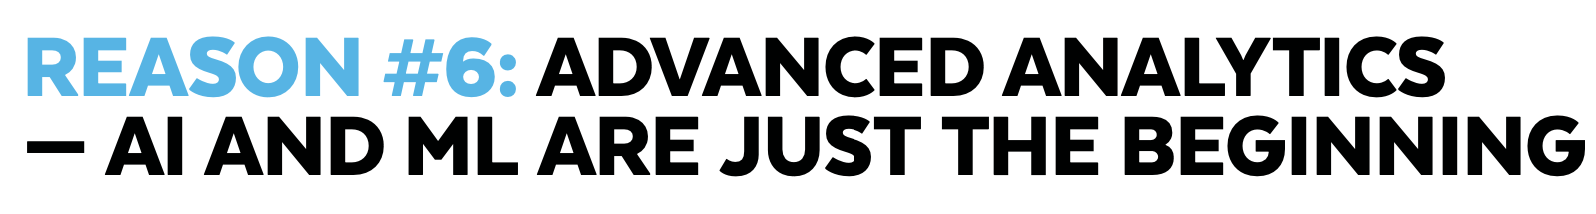 REASON #6: ADVANCED ANALYTICS
— AI AND ML ARE JUST THE BEGINNING